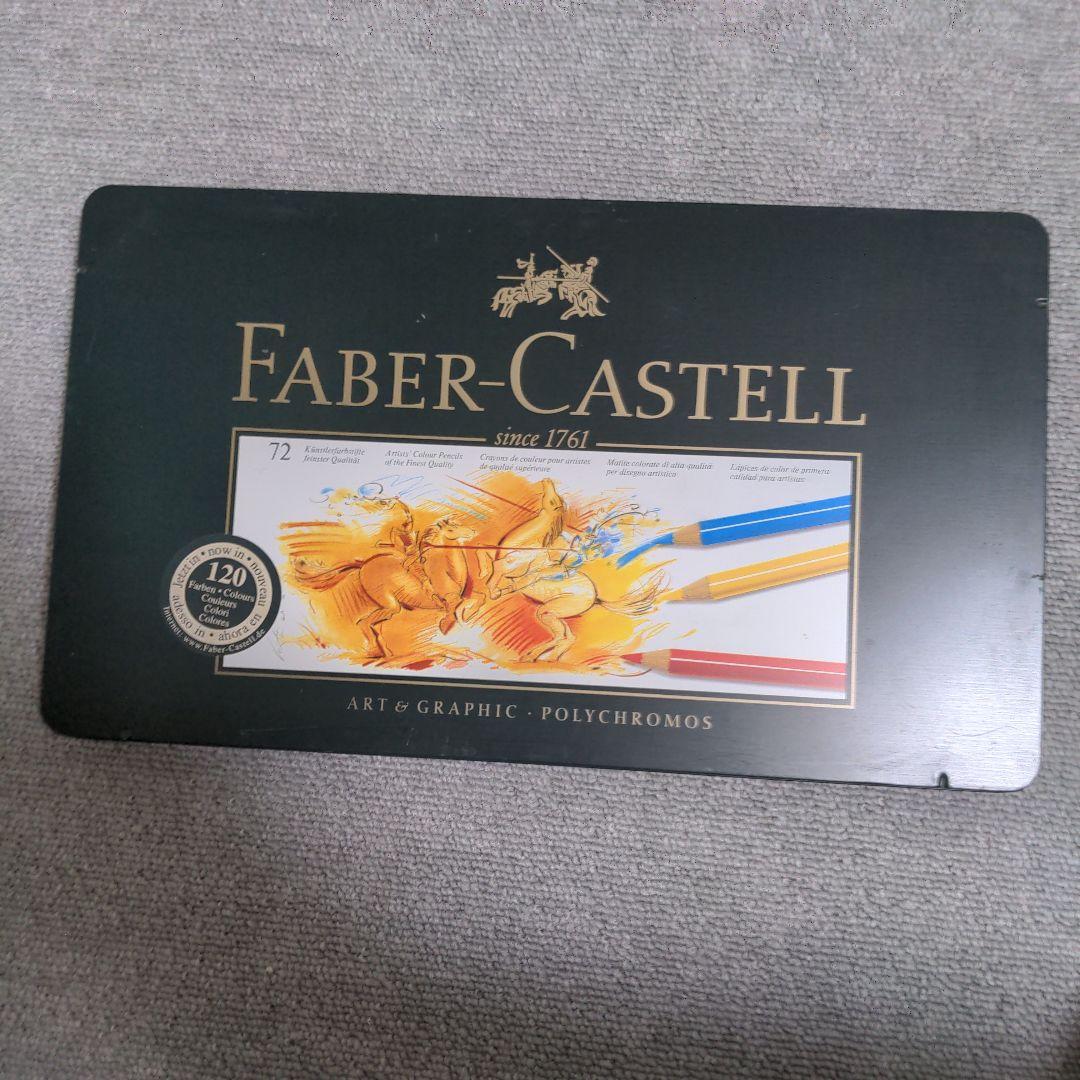 FABER-CASTELL
since 1761
72
Künstlerfarbstifte
feinster Qualität
Artists' Colour Pencils
of the Finest Quality
Crayons de couleur pour artistes
de qualité supérieure
Matite colorate di alta qualità
per disegno artistico
Lápices de color de primera
calidad para artistas
Jetzt in • now in • nouveau
120
Farben • Colours
Couleurs
Colori
Colores
adesso in • ahora en
Internet: www.Faber-Castell.de
ART & GRAPHIC · POLYCHROMOS